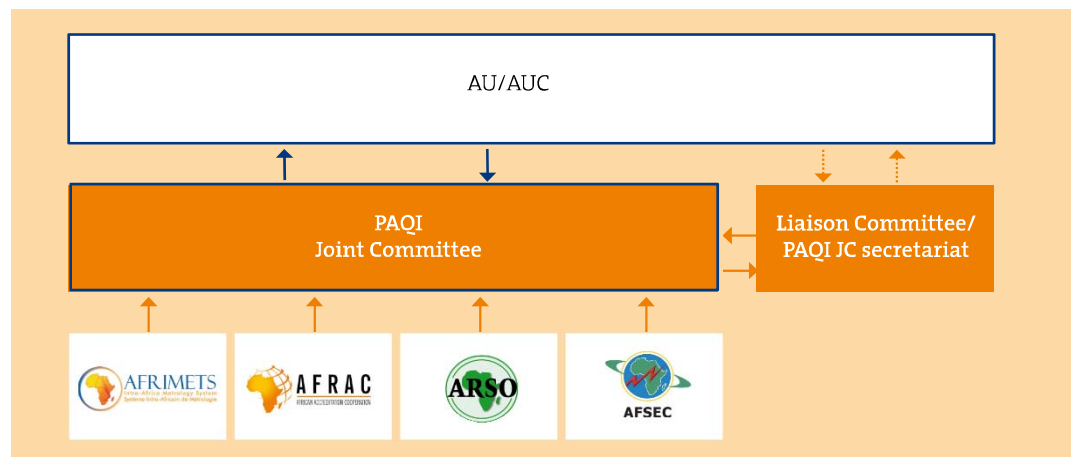 AU/AUC
PAQI
Joint Committee
Liaison Committee/
PAQI JC secretariat
AFRIMETS
Intra-Africa Metrology System
Système Intra-Africain de Métrologie
AFRAC
AFRICAN ACCREDITATION COOPERATION
ARSO
AFSEC